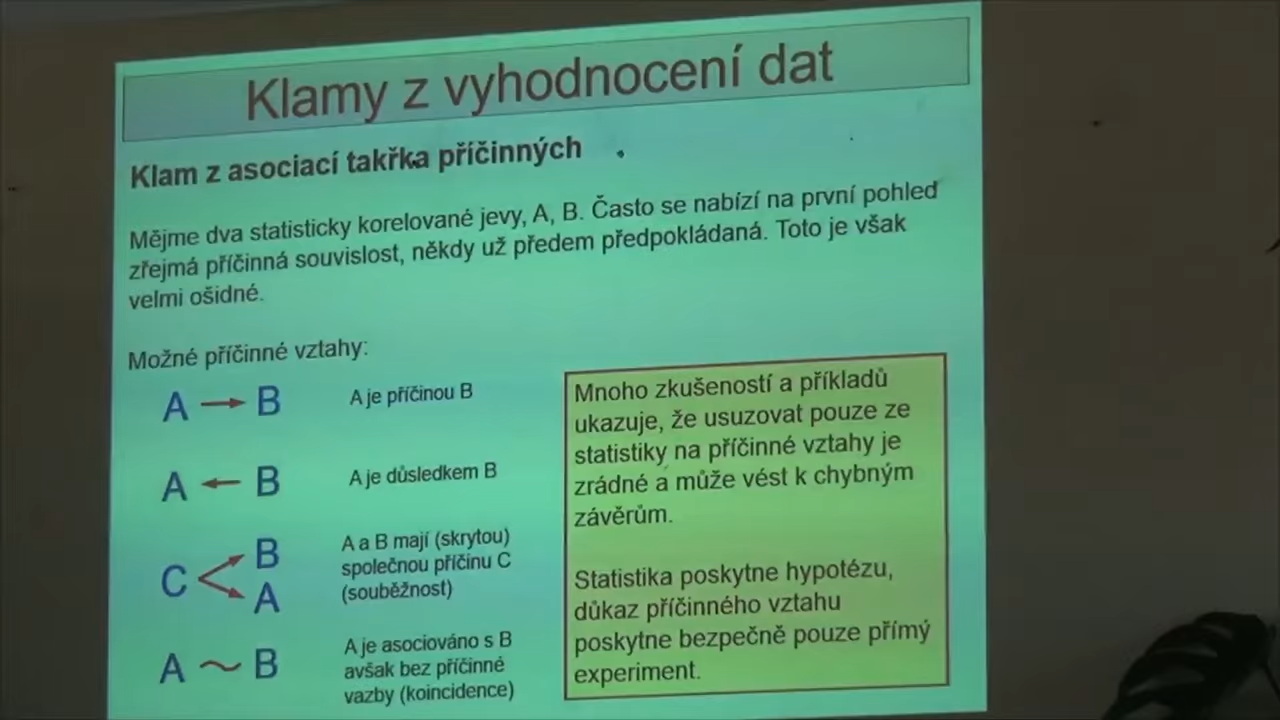 Klamy z vyhodnocení dat
Klam z asociací takřka příčinných
Mějme dva statisticky korelované jevy, A, B. Často se nabízí na první pohled
zřejmá příčinná souvislost, někdy už předem předpokládaná. Toto je však
velmi ošidné.
Možné příčinné vztahy:
A → B A je příčinou B
A ← B A je důsledkem B
C B A
A a B mají (skrytou)
společnou příčinu C
(souběžnost)
A ~ B
A je asociováno s B
avšak bez příčinné
vazby (koincidence)
Mnoho zkušeností a příkladů
ukazuje, že usuzovat pouze ze
statistiky na příčinné vztahy je
zrádné a může vést k chybným
závěrům.
Statistika poskytne hypotézu,
důkaz příčinného vztahu
poskytne bezpečně pouze přímý
experiment.